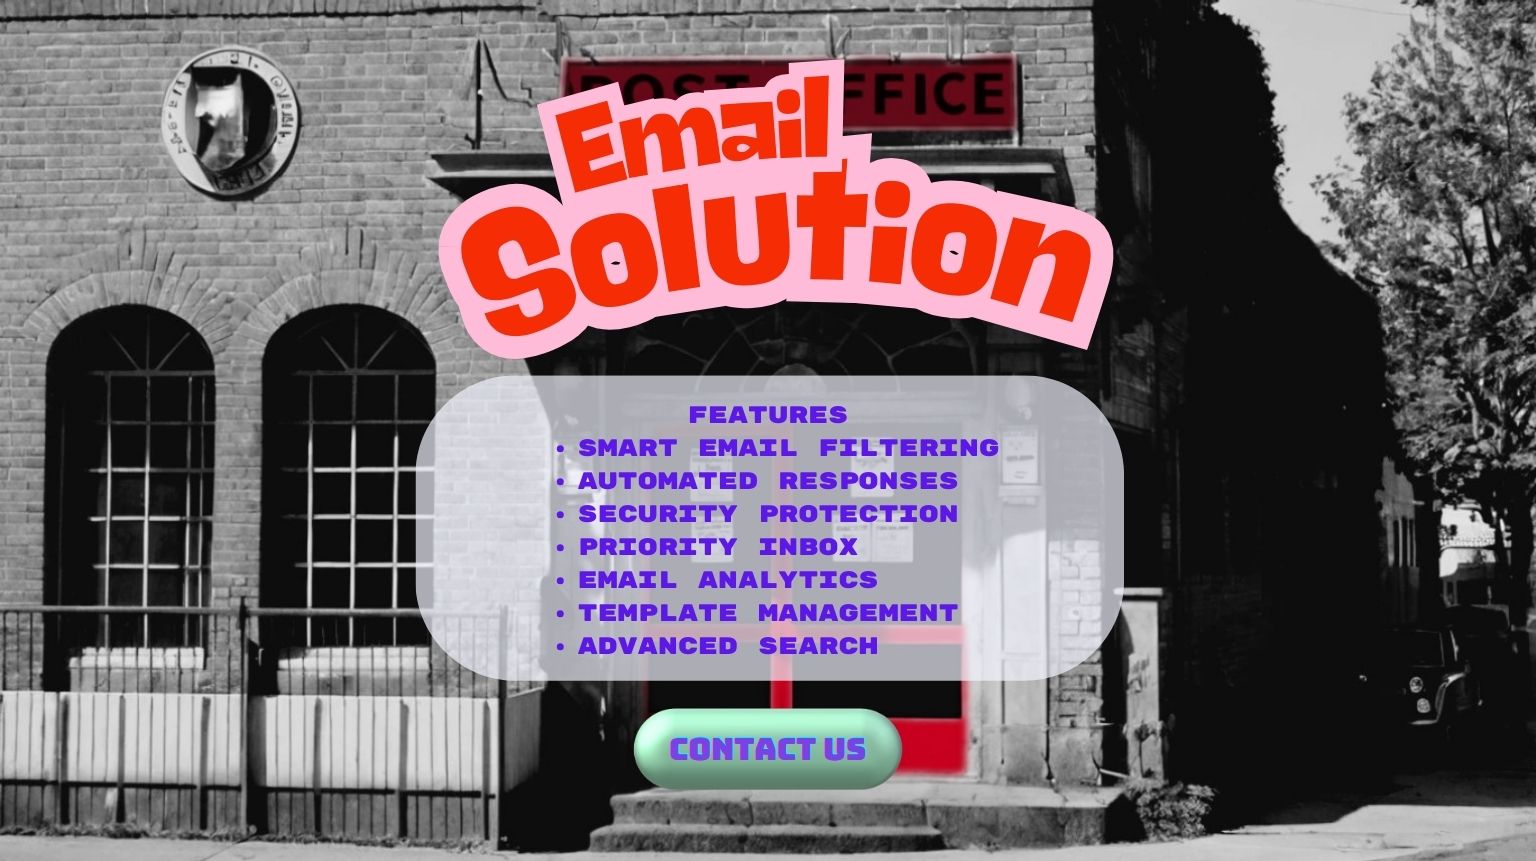 POST OFFICE
Email
Solution
FEATURES
• SMART EMAIL FILTERING
• AUTOMATED RESPONSES
• SECURITY PROTECTION
• PRIORITY INBOX
• EMAIL ANALYTICS
• TEMPLATE MANAGEMENT
• ADVANCED SEARCH
CONTACT US